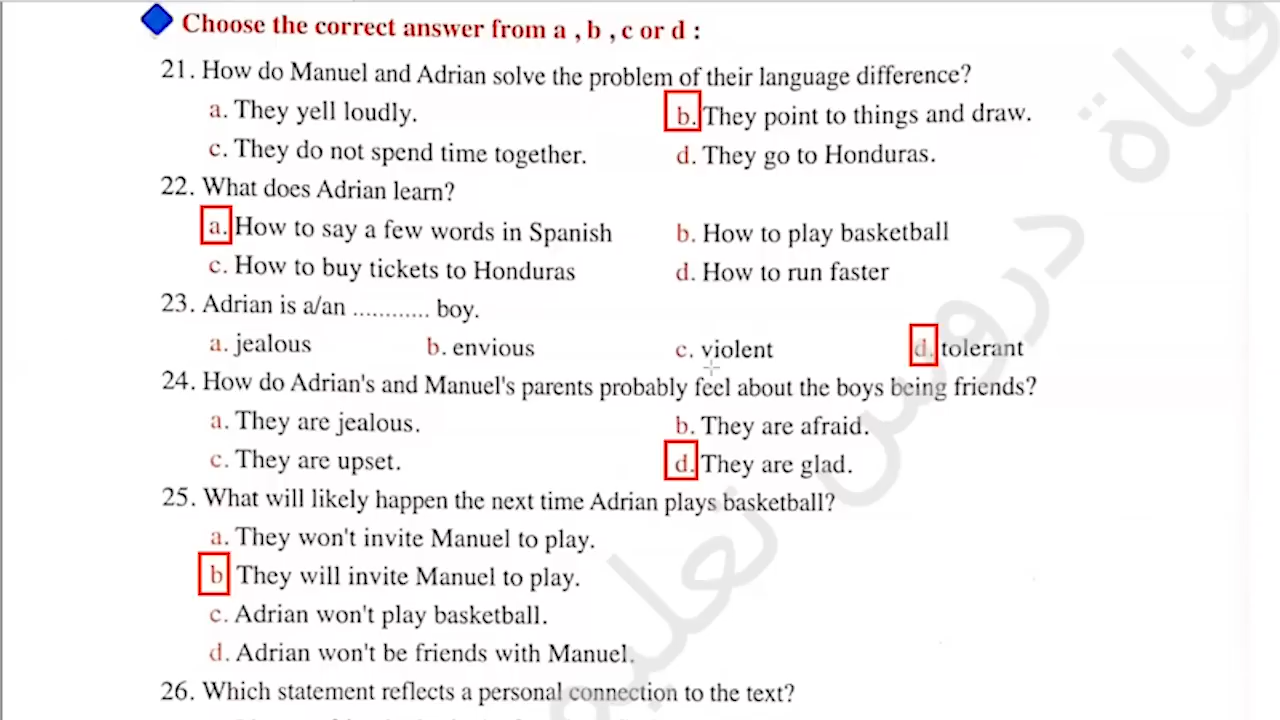 Choose the correct answer from a , b , c or d :
21. How do Manuel and Adrian solve the problem of their language difference?
a. They yell loudly. b. They point to things and draw.
c. They do not spend time together. d. They go to Honduras.
22. What does Adrian learn?
a. How to say a few words in Spanish b. How to play basketball
c. How to buy tickets to Honduras d. How to run faster
23. Adrian is a/an ............ boy.
a. jealous b. envious c. violent d. tolerant
24. How do Adrian's and Manuel's parents probably feel about the boys being friends?
a. They are jealous. b. They are afraid.
c. They are upset. d. They are glad.
25. What will likely happen the next time Adrian plays basketball?
a. They won't invite Manuel to play.
b They will invite Manuel to play.
c. Adrian won't play basketball.
d. Adrian won't be friends with Manuel.
26. Which statement reflects a personal connection to the text?
قناة دروس